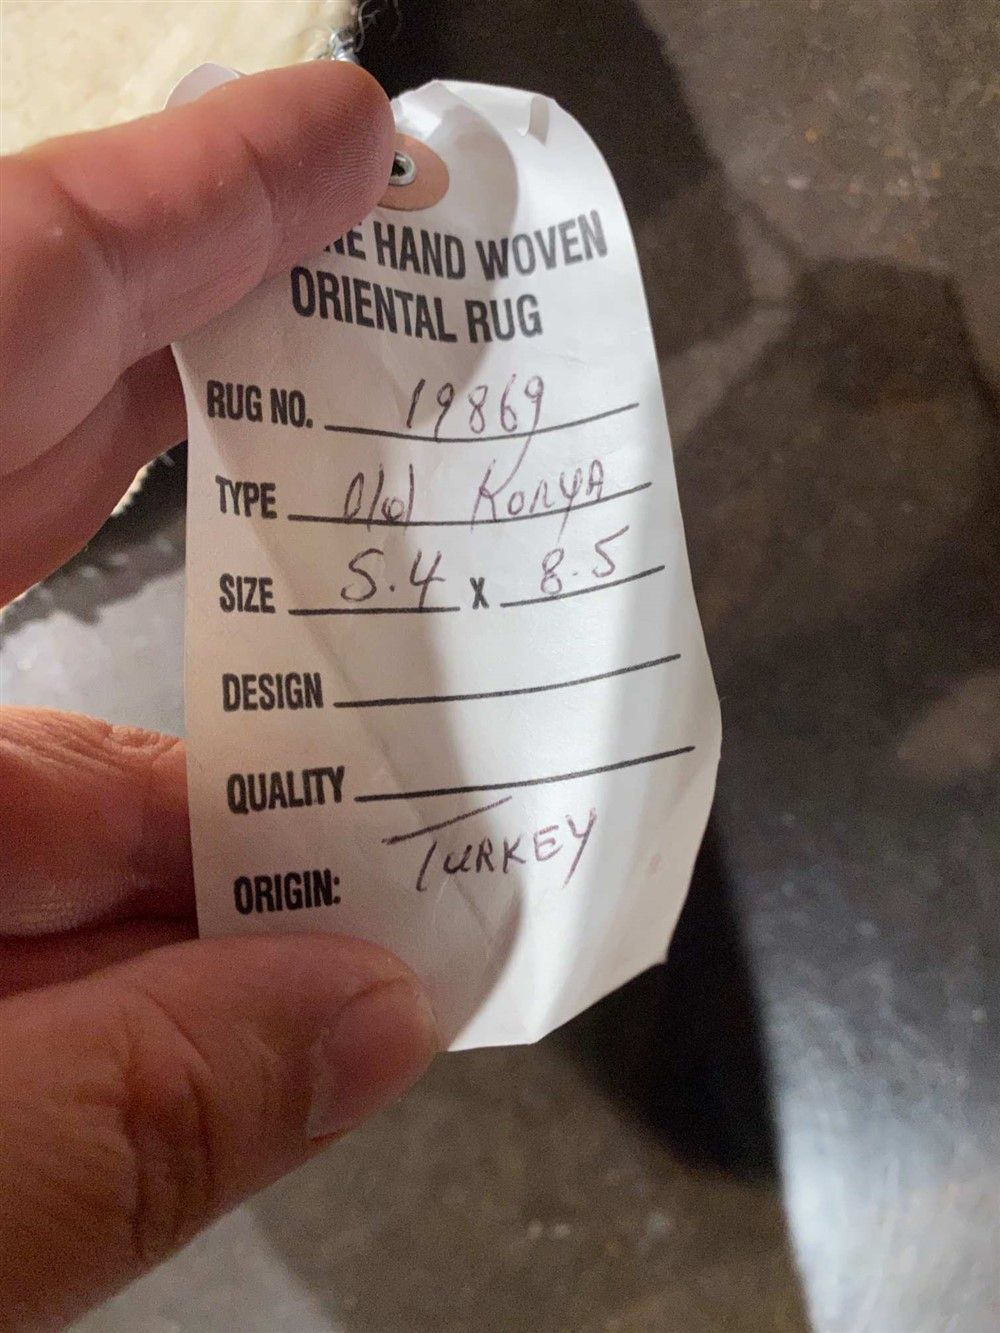 HAND WOVEN
ORIENTAL RUG
RUG NO. 19869
TYPE Old Konya
SIZE 5.4 x 8.5
DESIGN
QUALITY
ORIGIN: TURKEY